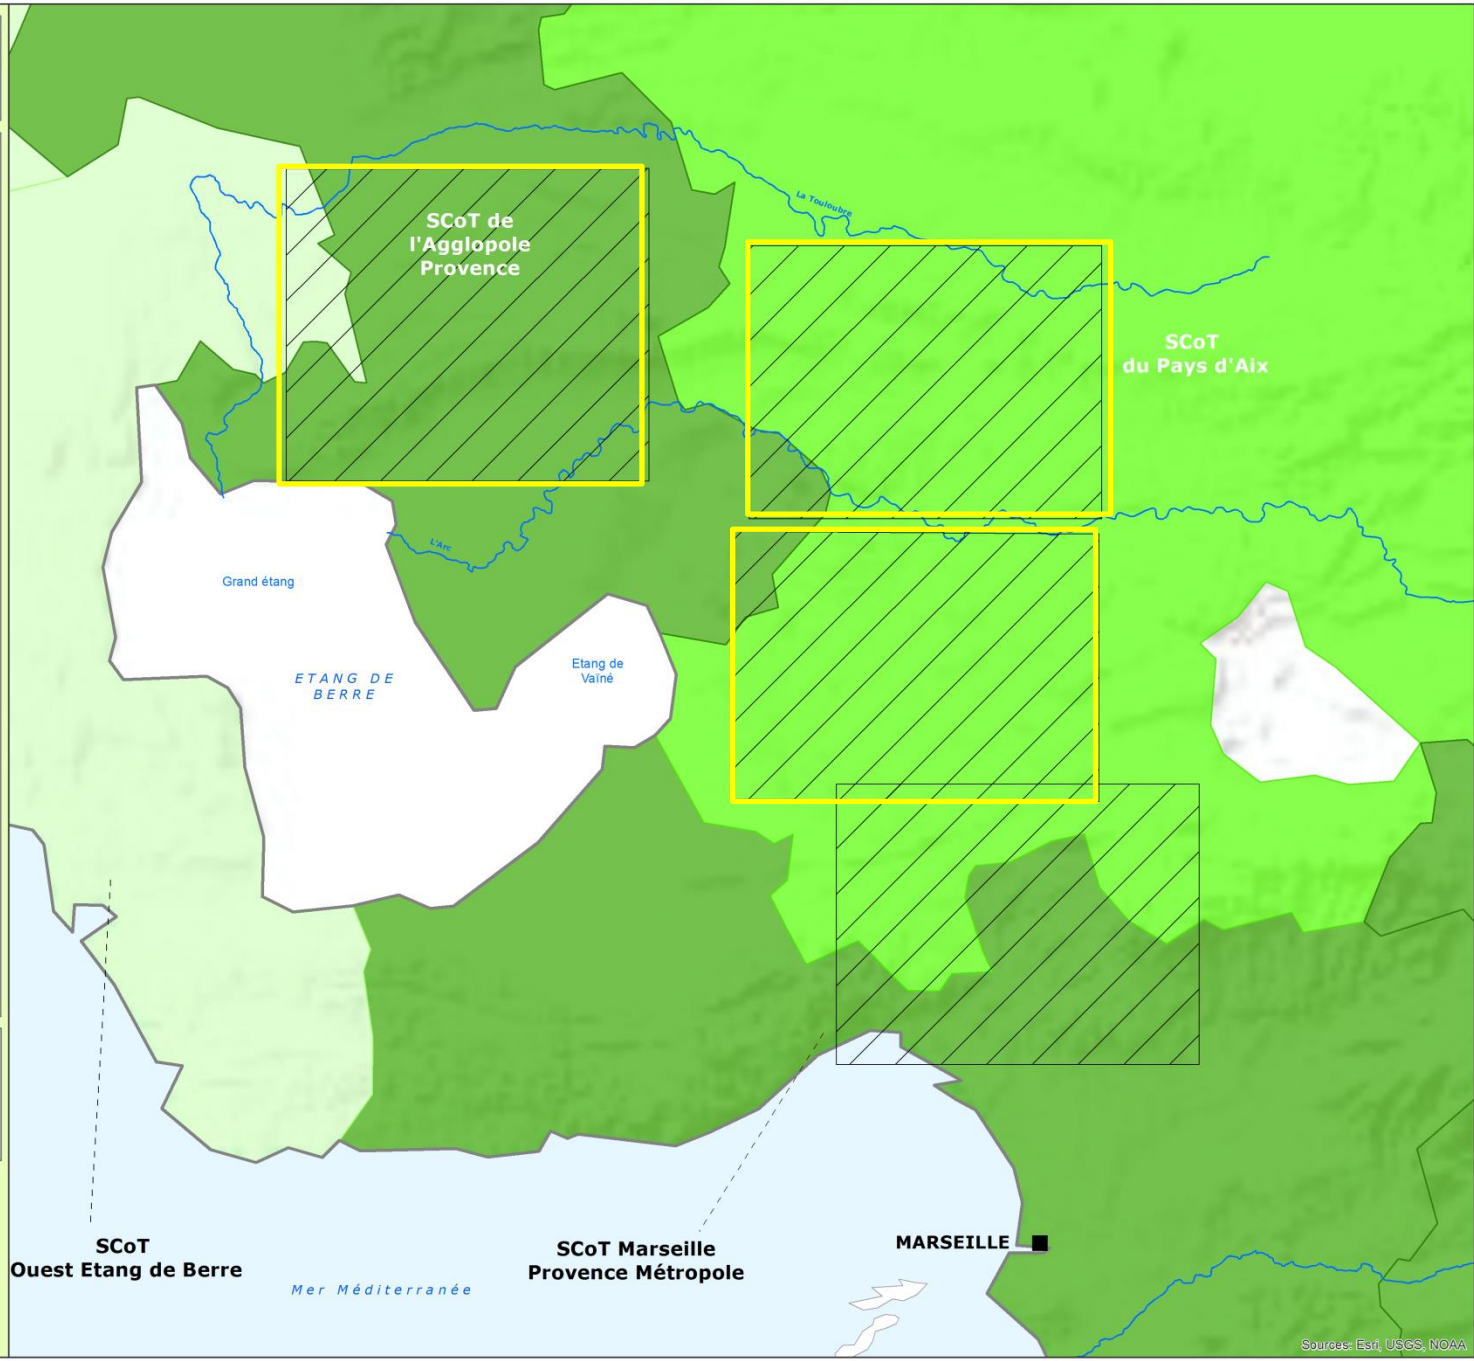 La Touloubre
SCoT de
l'Agglopole
Provence
SCoT
du Pays d'Aix
L'Arc
Grand étang
Etang de
Vaïné
ETANG DE
BERRE
SCoT
Ouest Etang de Berre
SCoT Marseille
Provence Métropole
MARSEILLE
Mer Méditerranée
Sources: Esri, USGS, NOAA